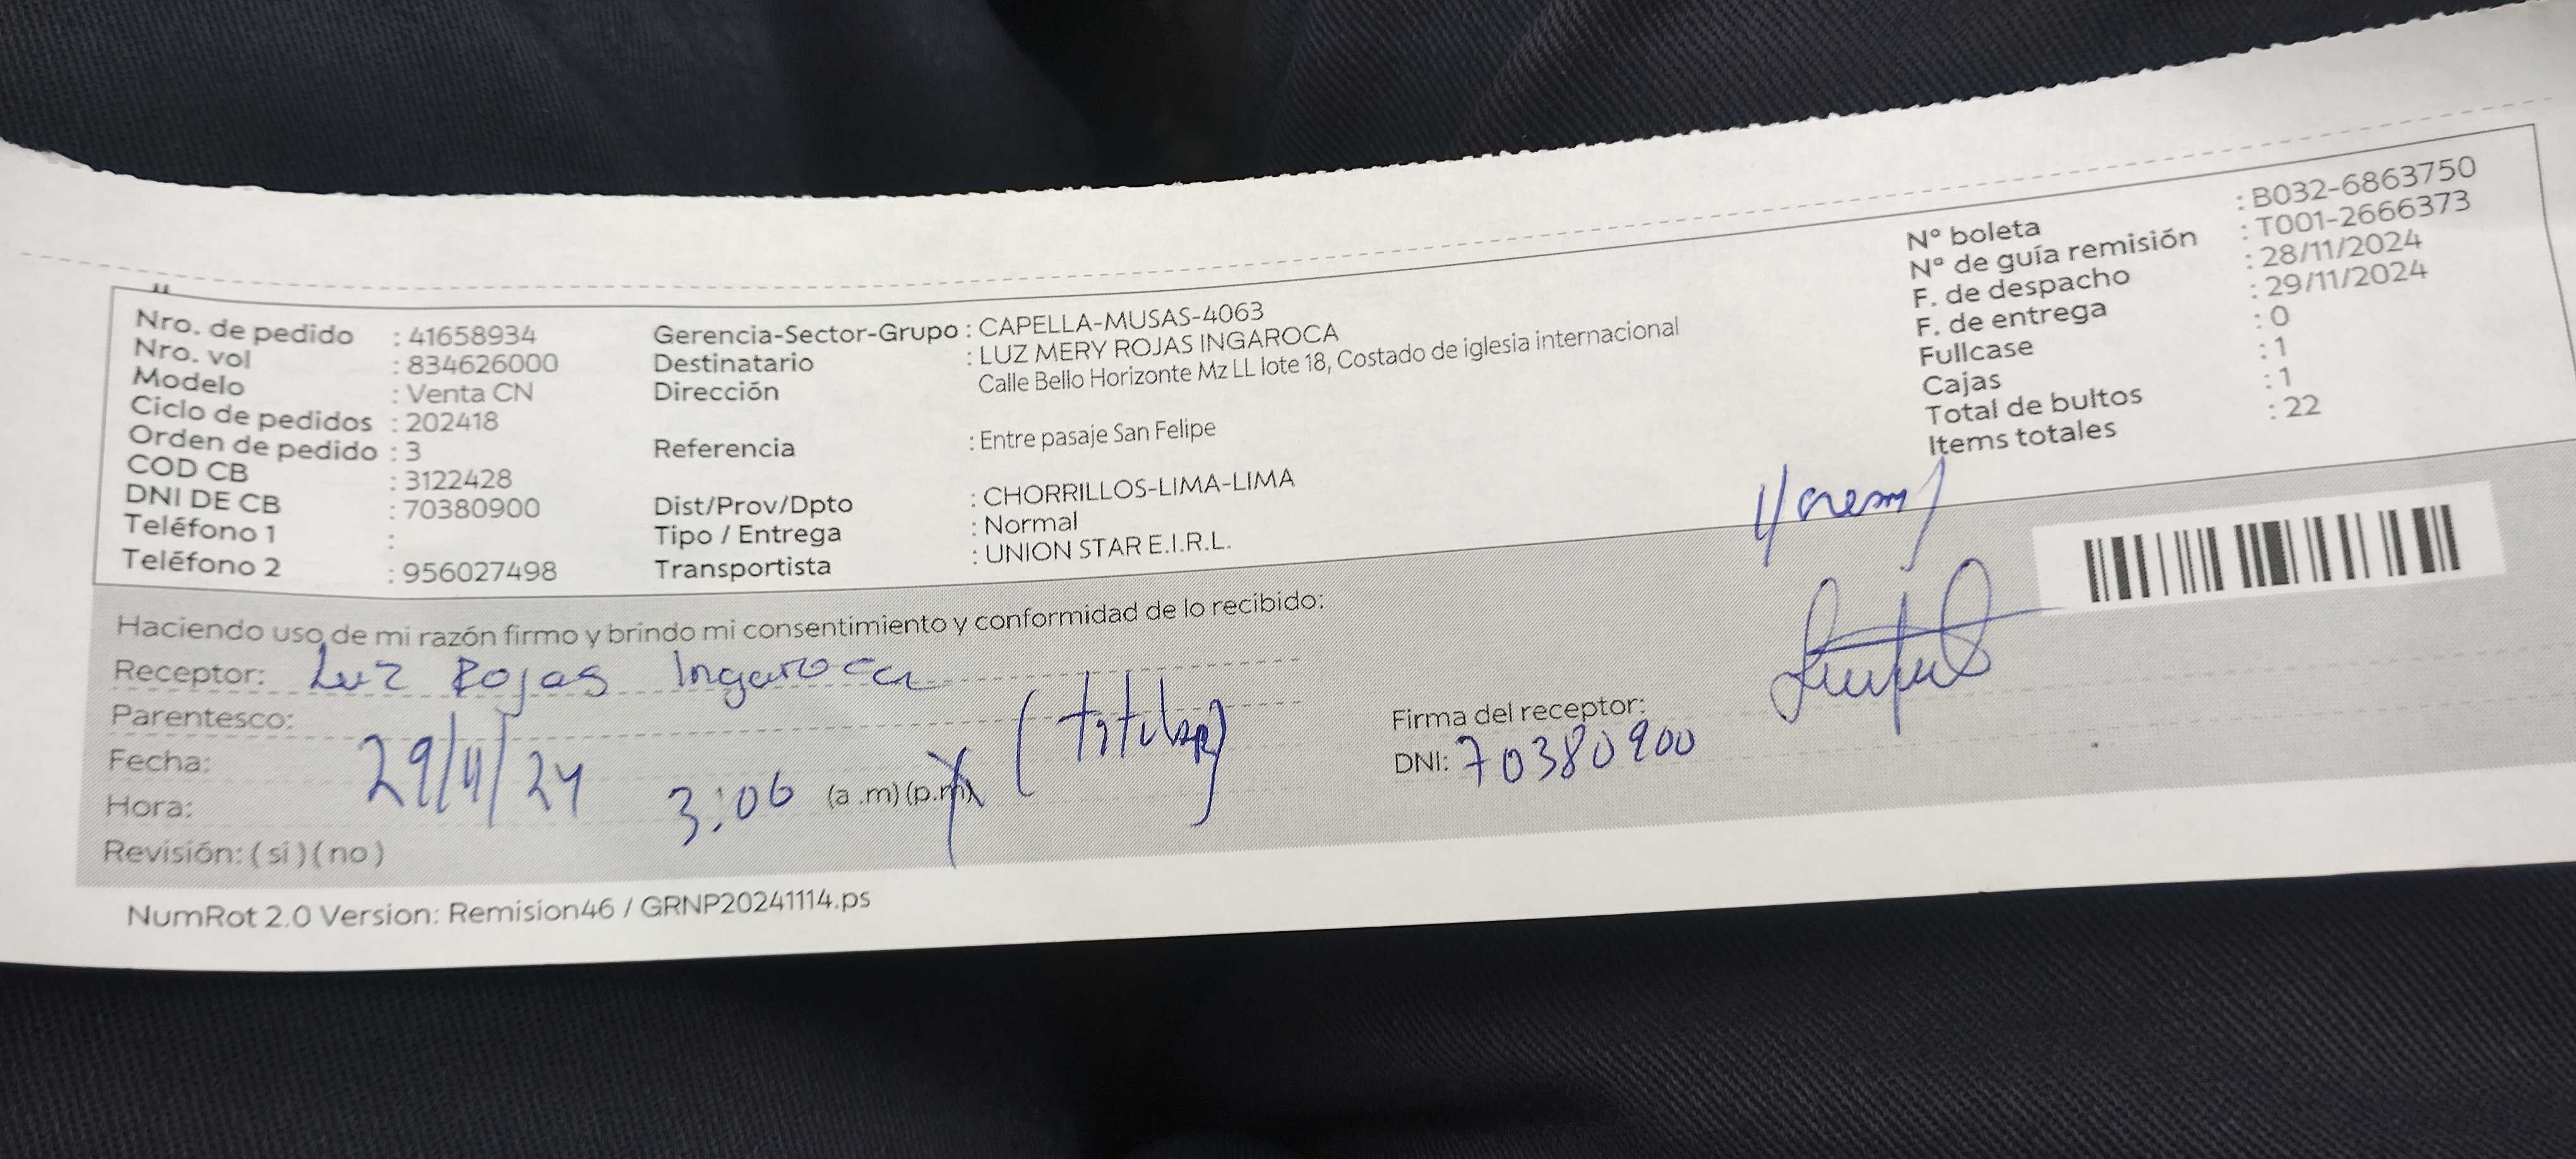 Nro. de pedido : 41658934
Nro. vol : 834626000
Modelo : Venta CN
Ciclo de pedidos : 202418
Orden de pedido : 3
COD CB : 3122428
DNI DE CB : 70380900
Teléfono 1 :
Teléfono 2 : 956027498
Gerencia-Sector-Grupo : CAPELLA-MUSAS-4063
Destinatario : LUZ MERY ROJAS INGAROCA
Dirección Calle Bello Horizonte Mz LL lote 18, Costado de iglesia internacional
Referencia : Entre pasaje San Felipe
Dist/Prov/Dpto : CHORRILLOS-LIMA-LIMA
Tipo / Entrega : Normal
Transportista : UNION STAR E.I.R.L.
N° boleta : B032-6863750
N° de guía remisión : T001-2666373
F. de despacho : 28/11/2024
F. de entrega : 29/11/2024
Fullcase : 0
Cajas : 1
Total de bultos : 1
Items totales : 22
Haciendo uso de mi razón firmo y brindo mi consentimiento y conformidad de lo recibido:
Receptor: Luz Rojas Ingaroca
Parentesco: (titular)
Fecha: 29/11/24
Hora: 3:06 (a .m) (p.m)
Revisión: ( si ) ( no )
Firma del receptor:
DNI: 70380900
NumRot 2.0 Version: Remision46 / GRNP20241114.ps